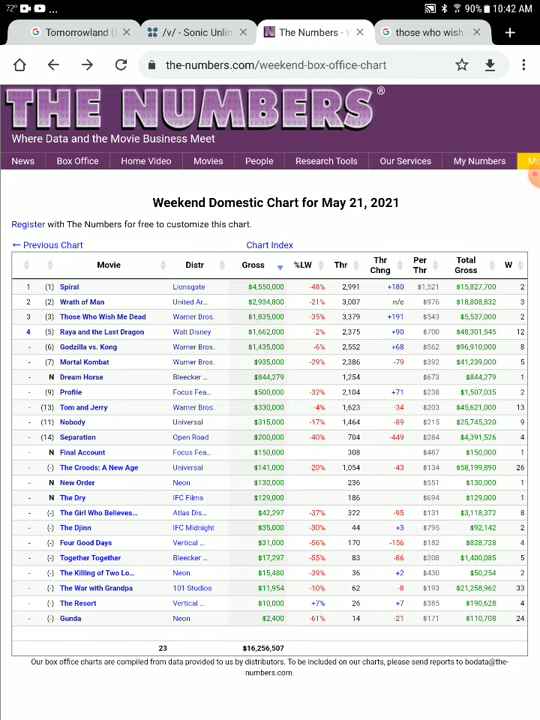 72° 90% 10:42 AM
Tomorrowland ( × /v/ - Sonic Unlin × The Numbers - W × those who wish × +
the-numbers.com/weekend-box-office-chart
THE NUMBERS®
Where Data and the Movie Business Meet
News Box Office Home Video Movies People Research Tools Our Services My Numbers
Weekend Domestic Chart for May 21, 2021
Register with The Numbers for free to customize this chart.
← Previous Chart Chart Index
Movie Distr Gross %LW Thr Thr Chng Per Thr Total Gross W
1 (1) Spiral Lionsgate $4,550,000 -48% 2,991 +180 $1,521 $15,827,700 2
2 (2) Wrath of Man United Ar... $2,934,800 -21% 3,007 n/c $976 $18,808,832 3
3 (3) Those Who Wish Me Dead Warner Bros. $1,835,000 -35% 3,379 +191 $543 $5,537,000 2
4 (5) Raya and the Last Dragon Walt Disney $1,662,000 -2% 2,375 +90 $700 $48,301,545 12
- (6) Godzilla vs. Kong Warner Bros. $1,435,000 -6% 2,552 +68 $562 $96,910,000 8
- (7) Mortal Kombat Warner Bros. $935,000 -29% 2,386 -79 $392 $41,239,000 5
- N Dream Horse Bleecker ... $844,279 1,254 $673 $844,279 1
- (9) Profile Focus Fea... $500,000 -32% 2,104 +71 $238 $1,507,035 2
- (13) Tom and Jerry Warner Bros. $330,000 -4% 1,623 -34 $203 $45,621,000 13
- (11) Nobody Universal $315,000 -17% 1,464 -89 $215 $25,745,320 9
- (14) Separation Open Road $200,000 -40% 704 -449 $284 $4,391,526 4
- N Final Account Focus Fea... $150,000 308 $487 $150,000 1
- (-) The Croods: A New Age Universal $141,000 -20% 1,054 -43 $134 $58,199,890 26
- N New Order Neon $130,000 236 $551 $130,000 1
- N The Dry IFC Films $129,000 186 $694 $129,000 1
- (-) The Girl Who Believes... Atlas Dis... $42,297 -37% 322 -95 $131 $3,118,372 8
- (-) The Djinn IFC Midnight $35,000 -30% 44 +3 $795 $92,142 2
- (-) Four Good Days Vertical ... $31,000 -56% 170 -156 $182 $828,728 4
- (-) Together Together Bleecker ... $17,297 -55% 83 -86 $208 $1,400,085 5
- (-) The Killing of Two Lo... Neon $15,480 -39% 36 +2 $430 $50,254 2
- (-) The War with Grandpa 101 Studios $11,954 -10% 62 -8 $193 $21,258,962 33
- (-) The Resort Vertical ... $10,000 +7% 26 +7 $385 $190,628 4
- (-) Gunda Neon $2,400 -61% 14 -21 $171 $110,708 24
23 $16,256,507
Our box office charts are compiled from data provided to us by distributors. To be included on our charts, please send reports to bodata@the-
numbers.com.